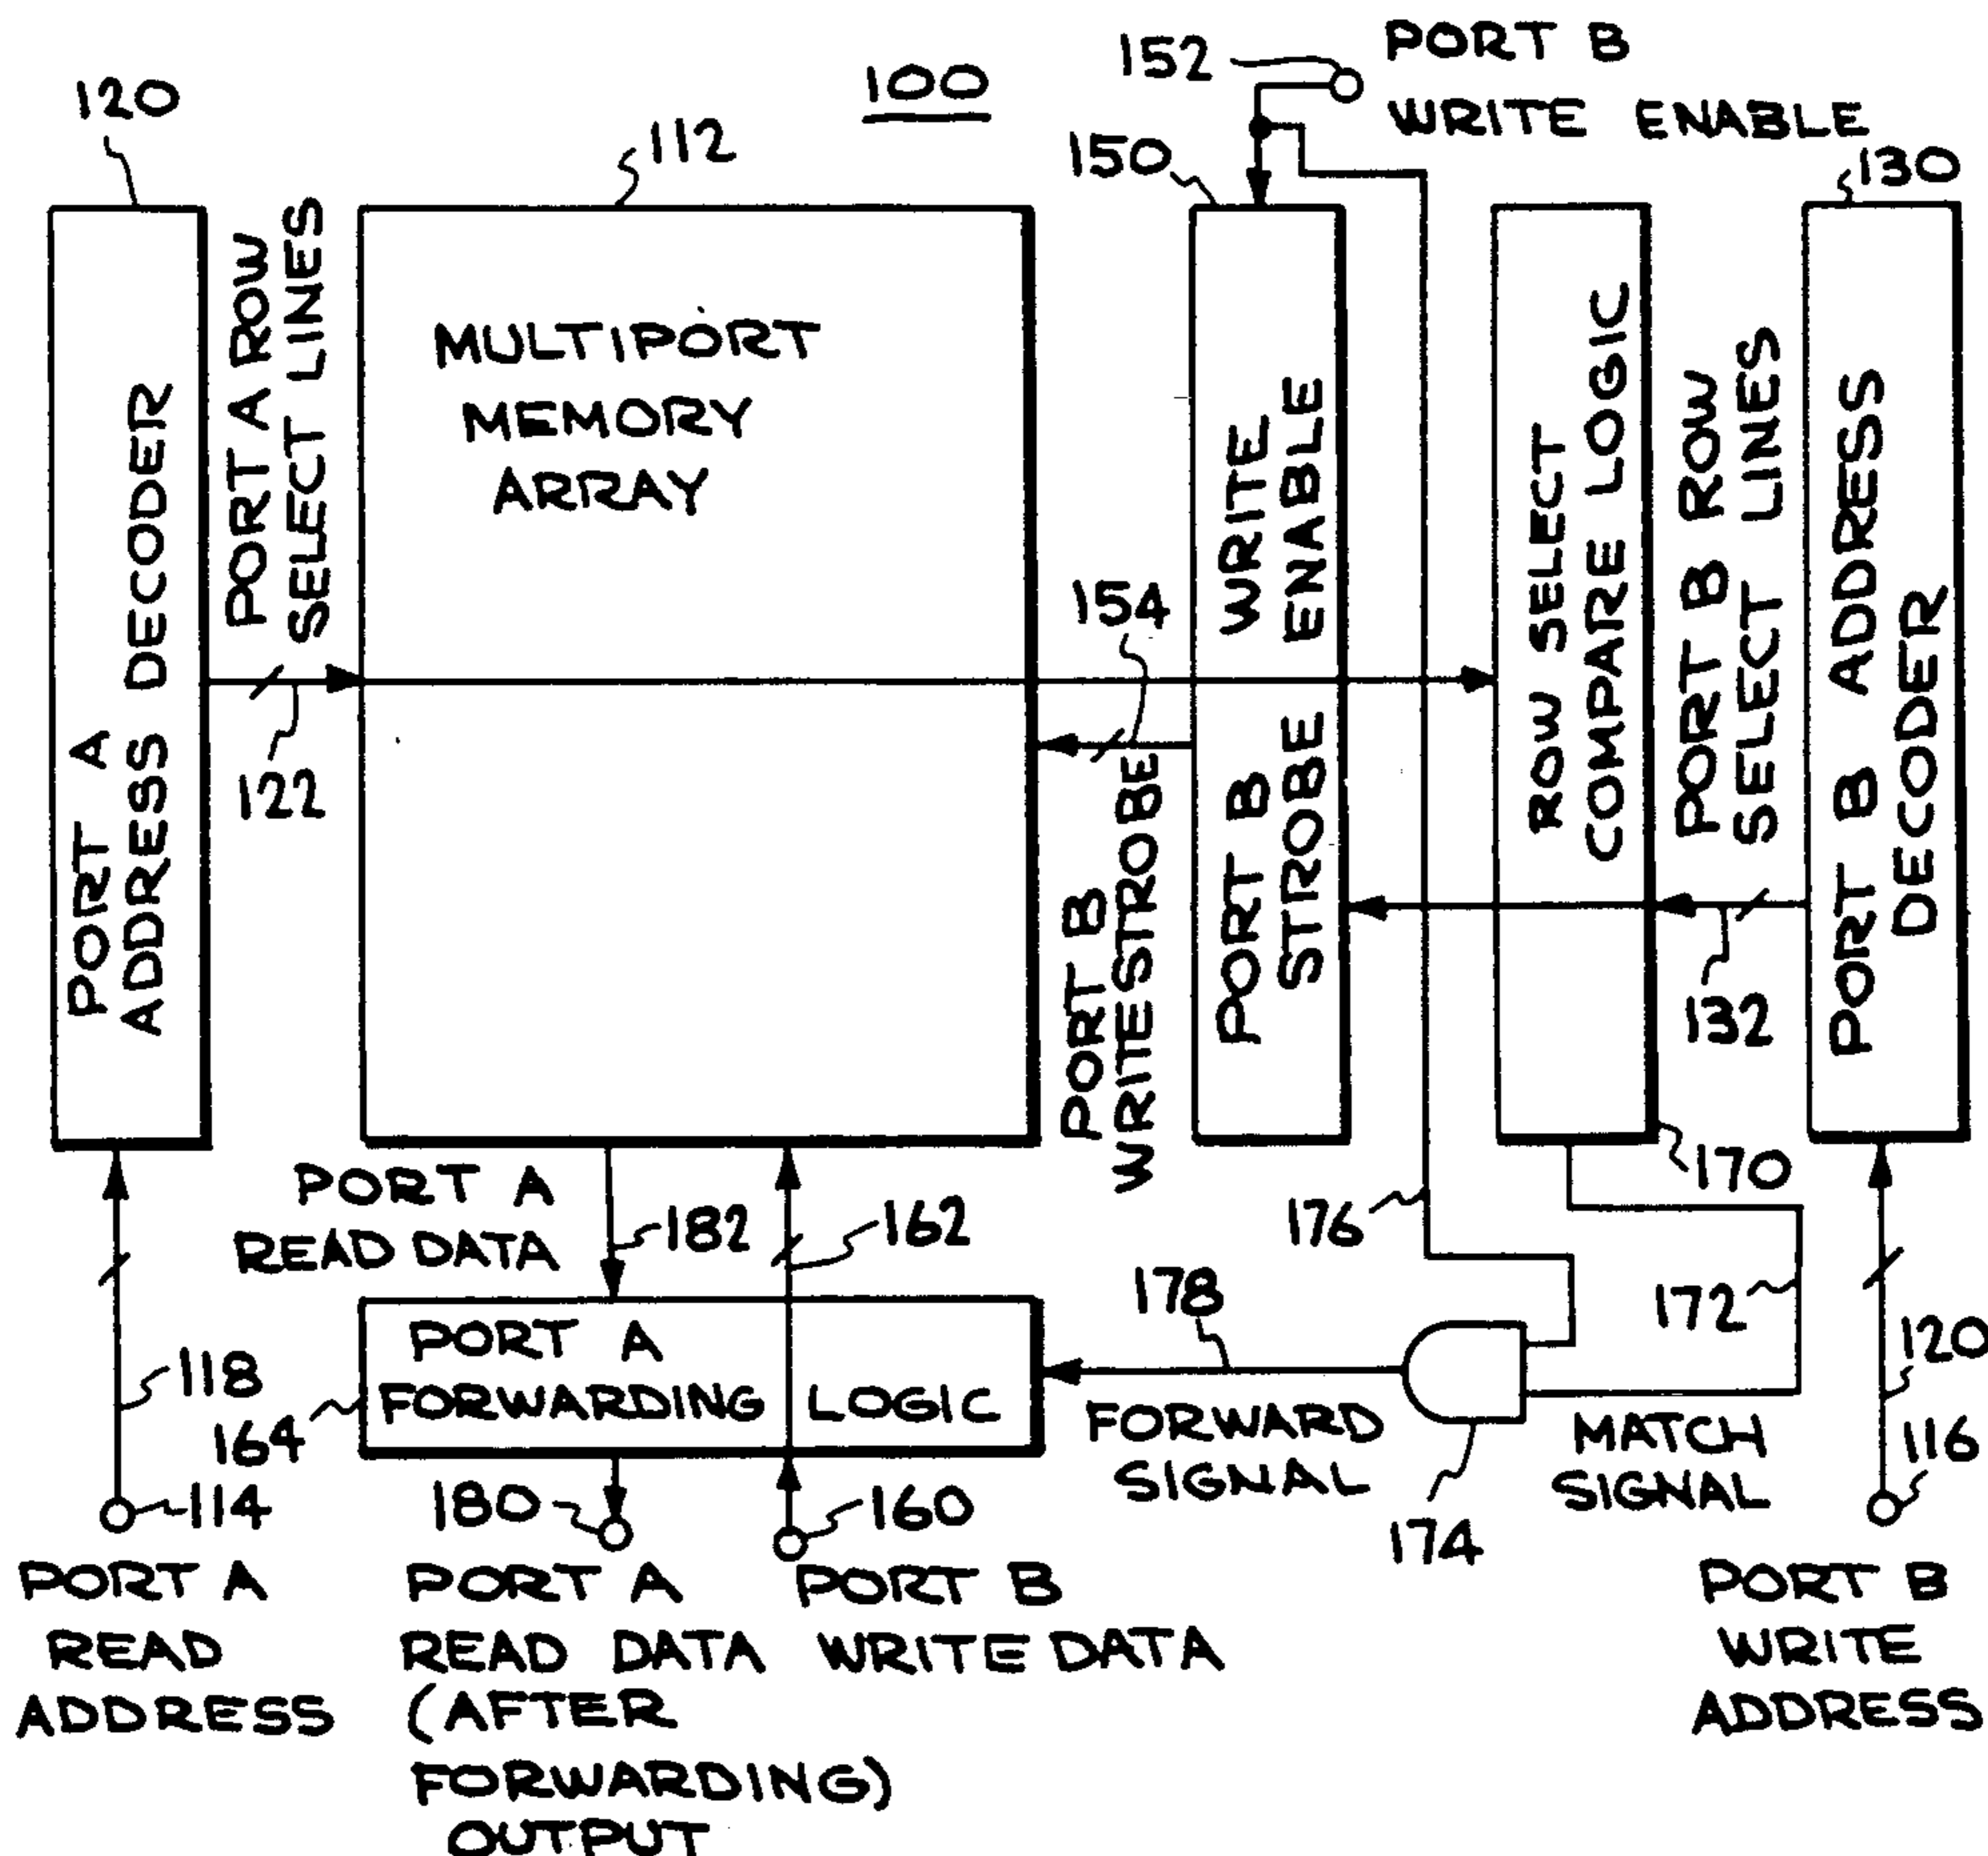 152
PORT B
WRITE ENABLE
100
120
112
150
130
PORT A ROW
SELECT LINES
MULTIPORT
MEMORY
ARRAY
PORT A
ADDRESS DECODER
122
154
PORT B
WRITE STROBE
PORT B WRITE
STROBE ENABLE
ROW SELECT
COMPARE LOGIC
PORT B ROW
SELECT LINES
132
PORT B ADDRESS
DECODER
170
PORT A
READ DATA
182
162
176
178
172
120
118
PORT A
FORWARDING LOGIC
164
FORWARD
SIGNAL
MATCH
SIGNAL
174
116
114
180
160
PORT A
READ
ADDRESS
PORT A
READ DATA
(AFTER
FORWARDING)
OUTPUT
PORT B
WRITE DATA
PORT B
WRITE
ADDRESS